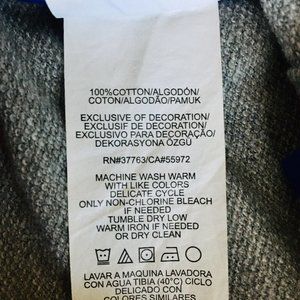 100%COTTON/ALGODÓN/
COTON/ALGODÃO/PAMUK
EXCLUSIVE OF DECORATION/
EXCLUSIF DE DECORATION/
EXCLUSIVO PARA DECORAÇÃO/
DEKORASYONA ÖZGÜ
RN#37763/CA#55972
MACHINE WASH WARM
WITH LIKE COLORS
DELICATE CYCLE
ONLY NON-CHLORINE BLEACH
IF NEEDED
TUMBLE DRY LOW
WARM IRON IF NEEDED
OR DRY CLEAN
LAVAR A MAQUINA LAVADORA
CON AGUA TIBIA (40°C) CICLO
DELICADO CON
COLORES SIMILARES